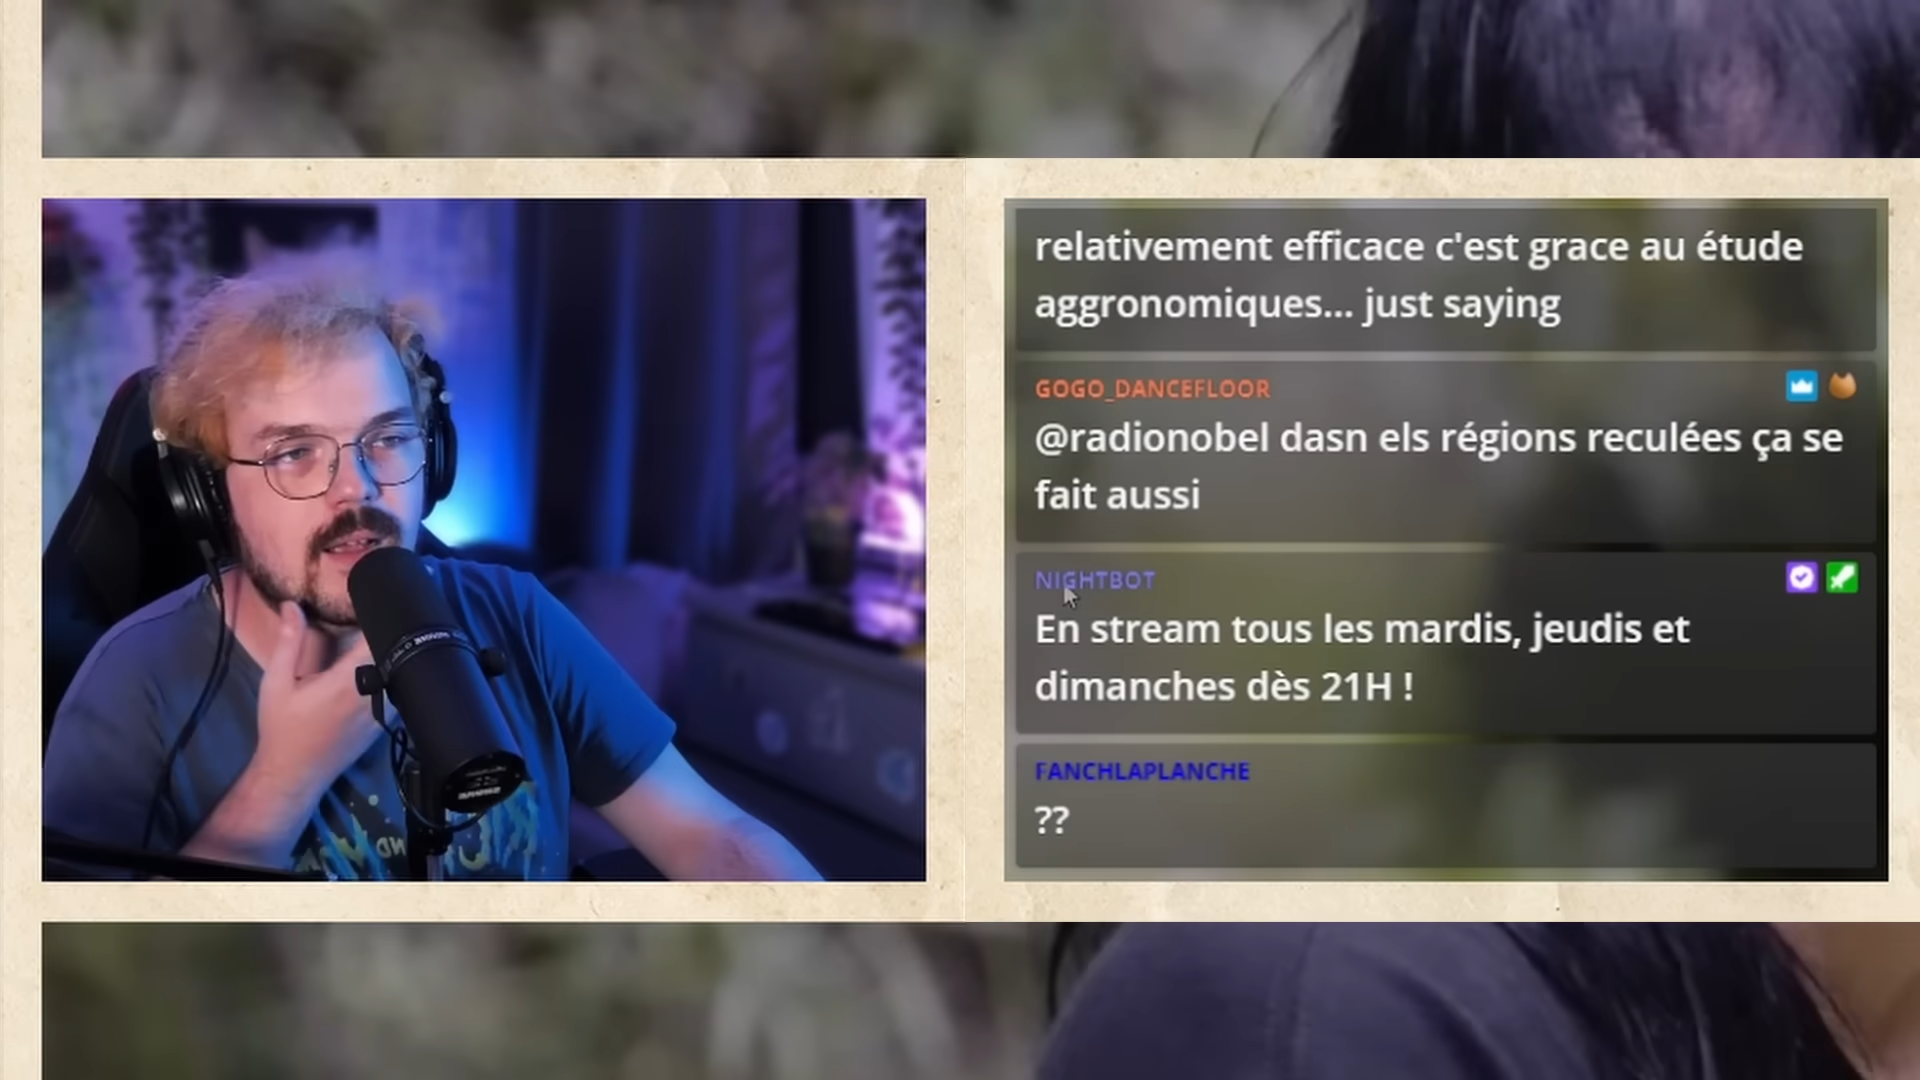 relativement efficace c'est grace au étude
aggronomiques... just saying
GOGO_DANCEFLOOR
@radionobel dasn els régions reculées ça se
fait aussi
NIGHTBOT
En stream tous les mardis, jeudis et
dimanches dès 21H !
FANCHLAPLANCHE
??